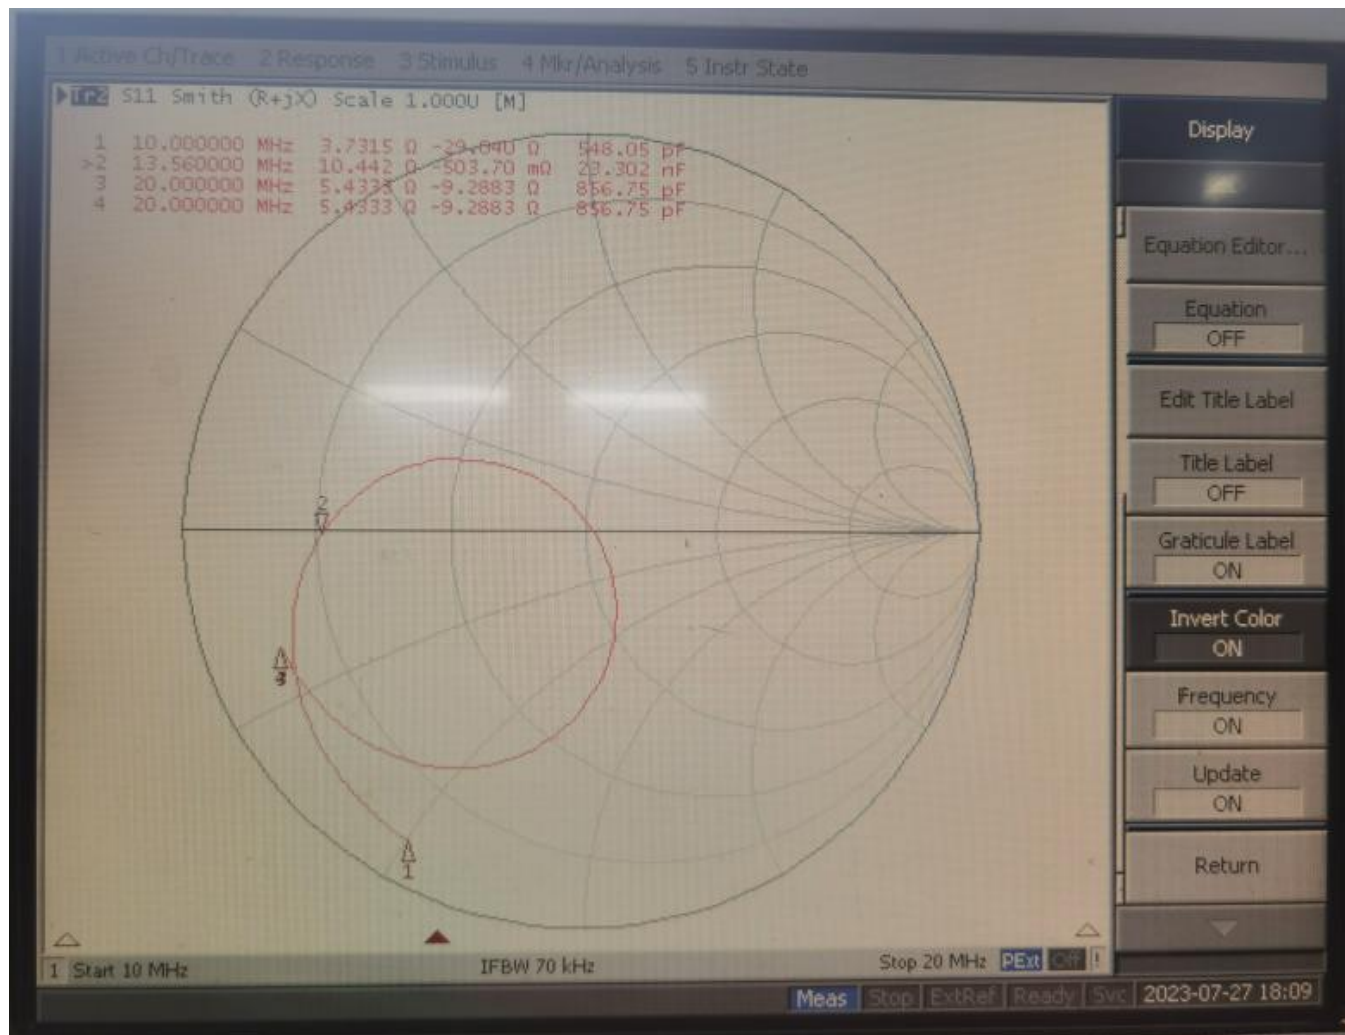 1 Active Ch/Trace 2 Response 3 Stimulus 4 Mkr/Analysis 5 Instr State
Tr2 S11 Smith (R+jX) Scale 1.000U [M]
1 10.000000 MHz 3.7315 Ω -29.040 Ω 548.05 pF
>2 13.560000 MHz 10.442 Ω -503.70 mΩ 23.302 nF
3 20.000000 MHz 5.4333 Ω -9.2883 Ω 856.75 pF
4 20.000000 MHz 5.4333 Ω -9.2883 Ω 856.75 pF
2
1
1 Start 10 MHz
IFBW 70 kHz
Stop 20 MHz PExt Off !
Meas Stop ExtRef Ready Svc 2023-07-27 18:09
Display
Equation Editor...
Equation
OFF
Edit Title Label
Title Label
OFF
Graticule Label
ON
Invert Color
ON
Frequency
ON
Update
ON
Return